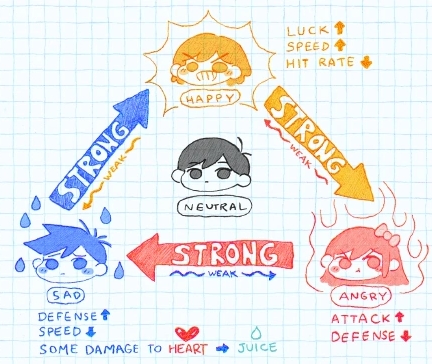 LUCK ⬆
SPEED ⬆
HIT RATE ⬇
HAPPY
STRONG
WEAK
STRONG
WEAK
NEUTRAL
STRONG
WEAK
SAD
DEFENSE ⬆
SPEED ⬇
SOME DAMAGE TO HEART ➡ JUICE
ANGRY
ATTACK ⬆
DEFENSE ⬇